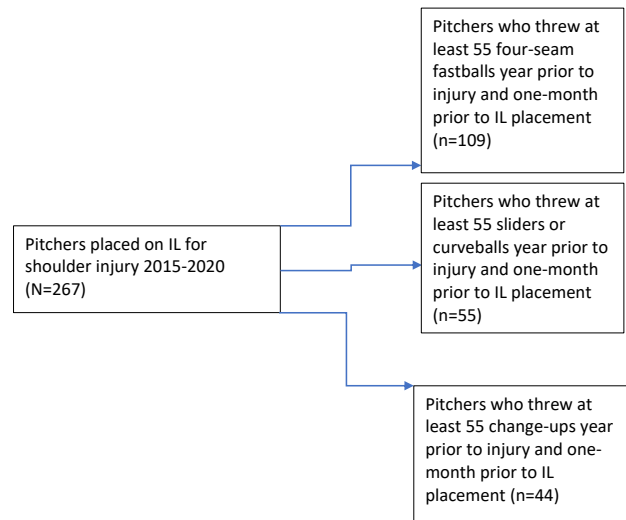 Pitchers who threw at
least 55 four-seam
fastballs year prior to
injury and one-month
prior to IL placement
(n=109)
Pitchers who threw at
least 55 sliders or
curveballs year prior to
injury and one-month
prior to IL placement
(n=55)
Pitchers placed on IL for
shoulder injury 2015-2020
(N=267)
Pitchers who threw at
least 55 change-ups year
prior to injury and one-
month prior to IL
placement (n=44)